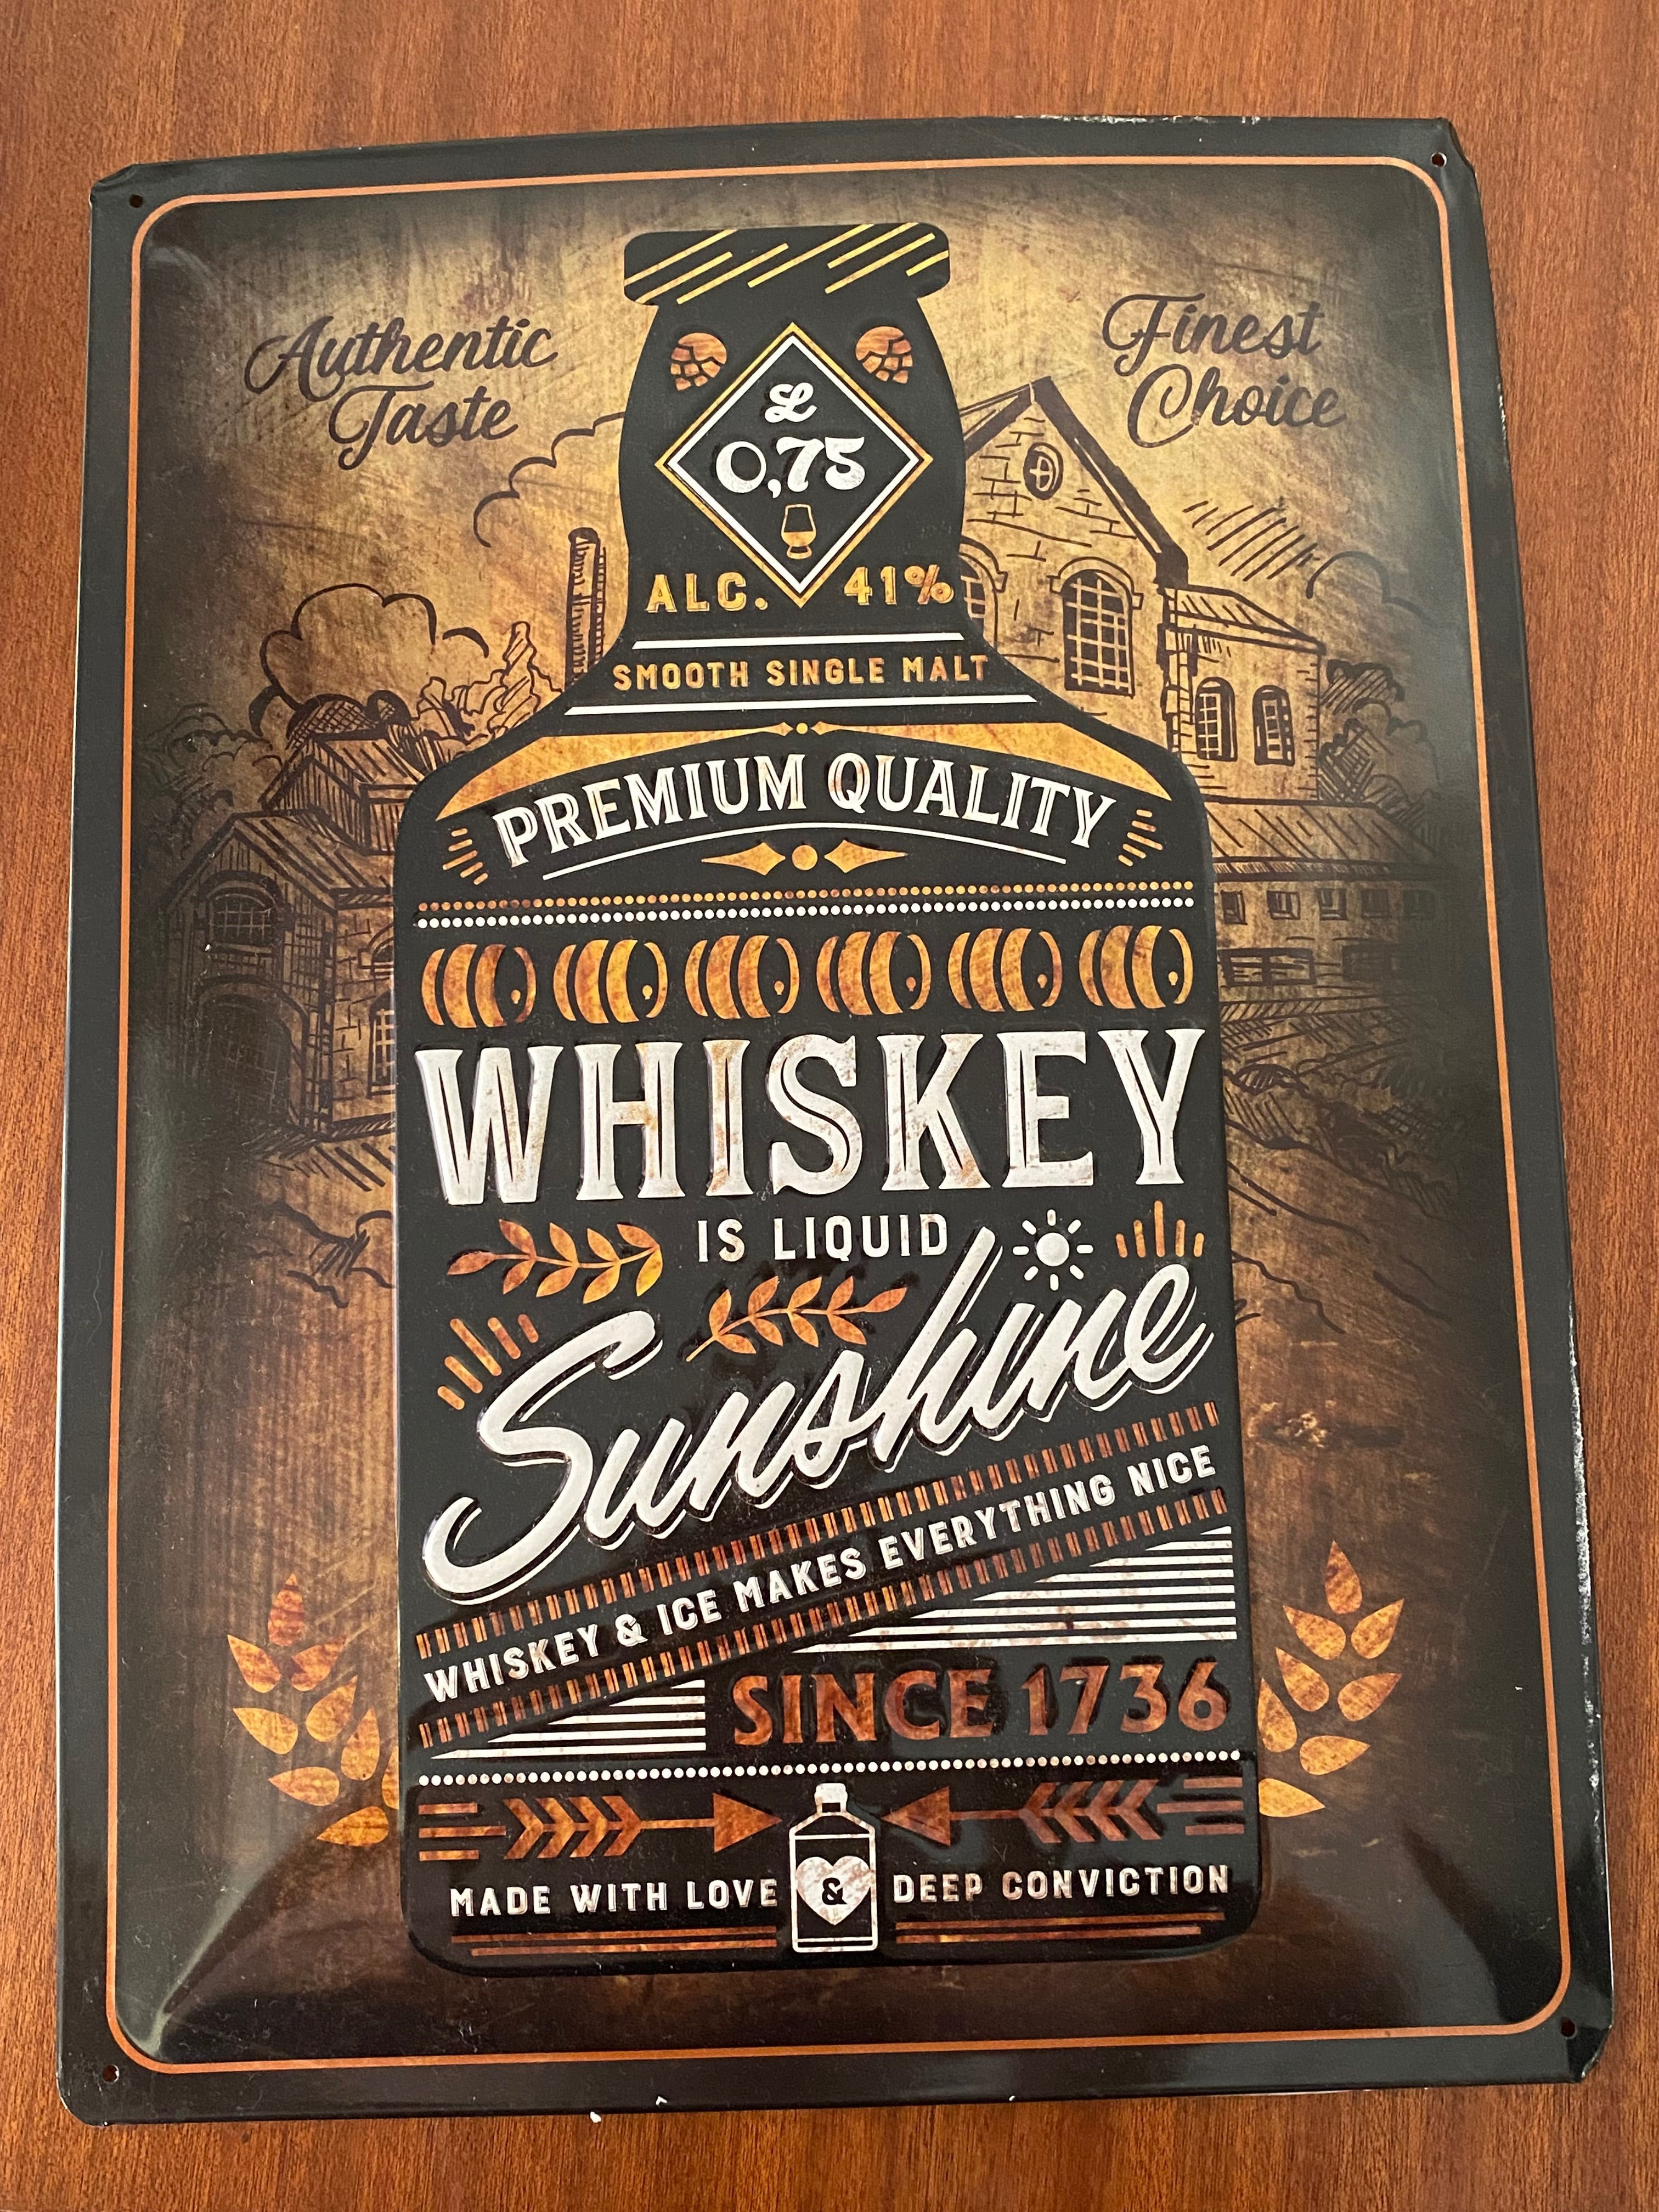 Authentic
Taste
Finest
Choice
L
0,75
ALC. 41%
SMOOTH SINGLE MALT
PREMIUM QUALITY
WHISKEY
IS LIQUID
Sunshine
WHISKEY & ICE MAKES EVERYTHING NICE
SINCE 1736
MADE WITH LOVE & DEEP CONVICTION